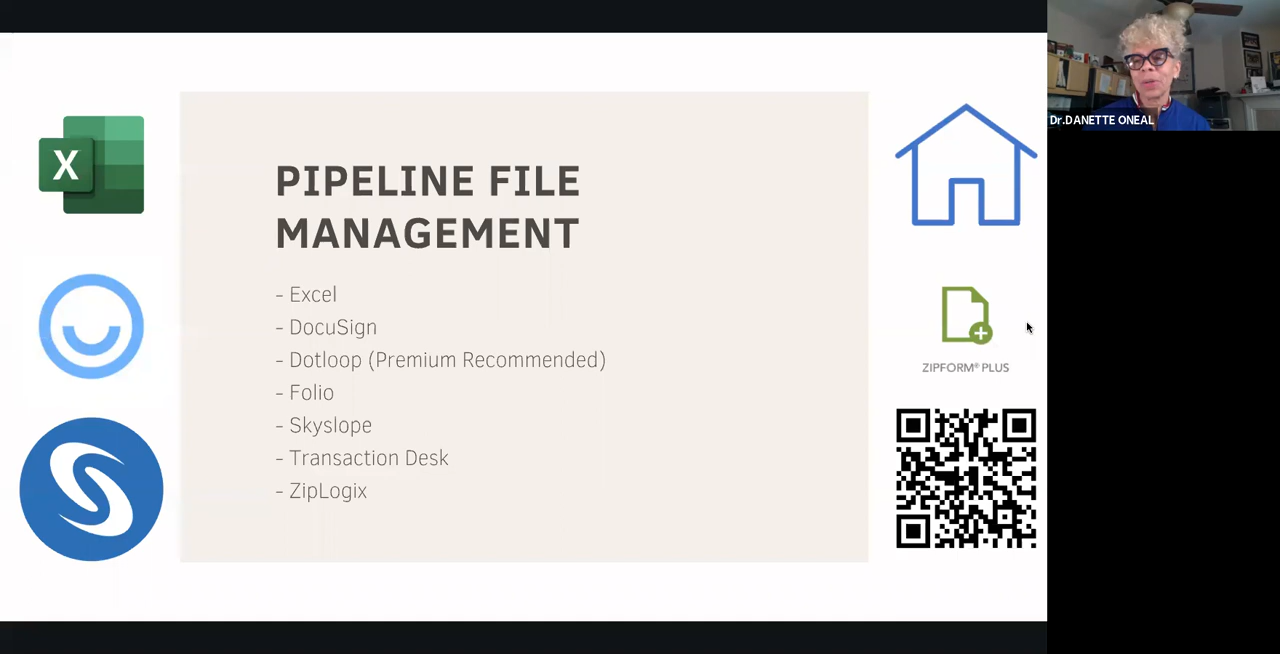 PIPELINE FILE
MANAGEMENT
- Excel
- DocuSign
- Dotloop (Premium Recommended)
- Folio
- Skyslope
- Transaction Desk
- ZipLogix
X
S
ZIPFORM® PLUS
Dr.DANETTE ONEAL